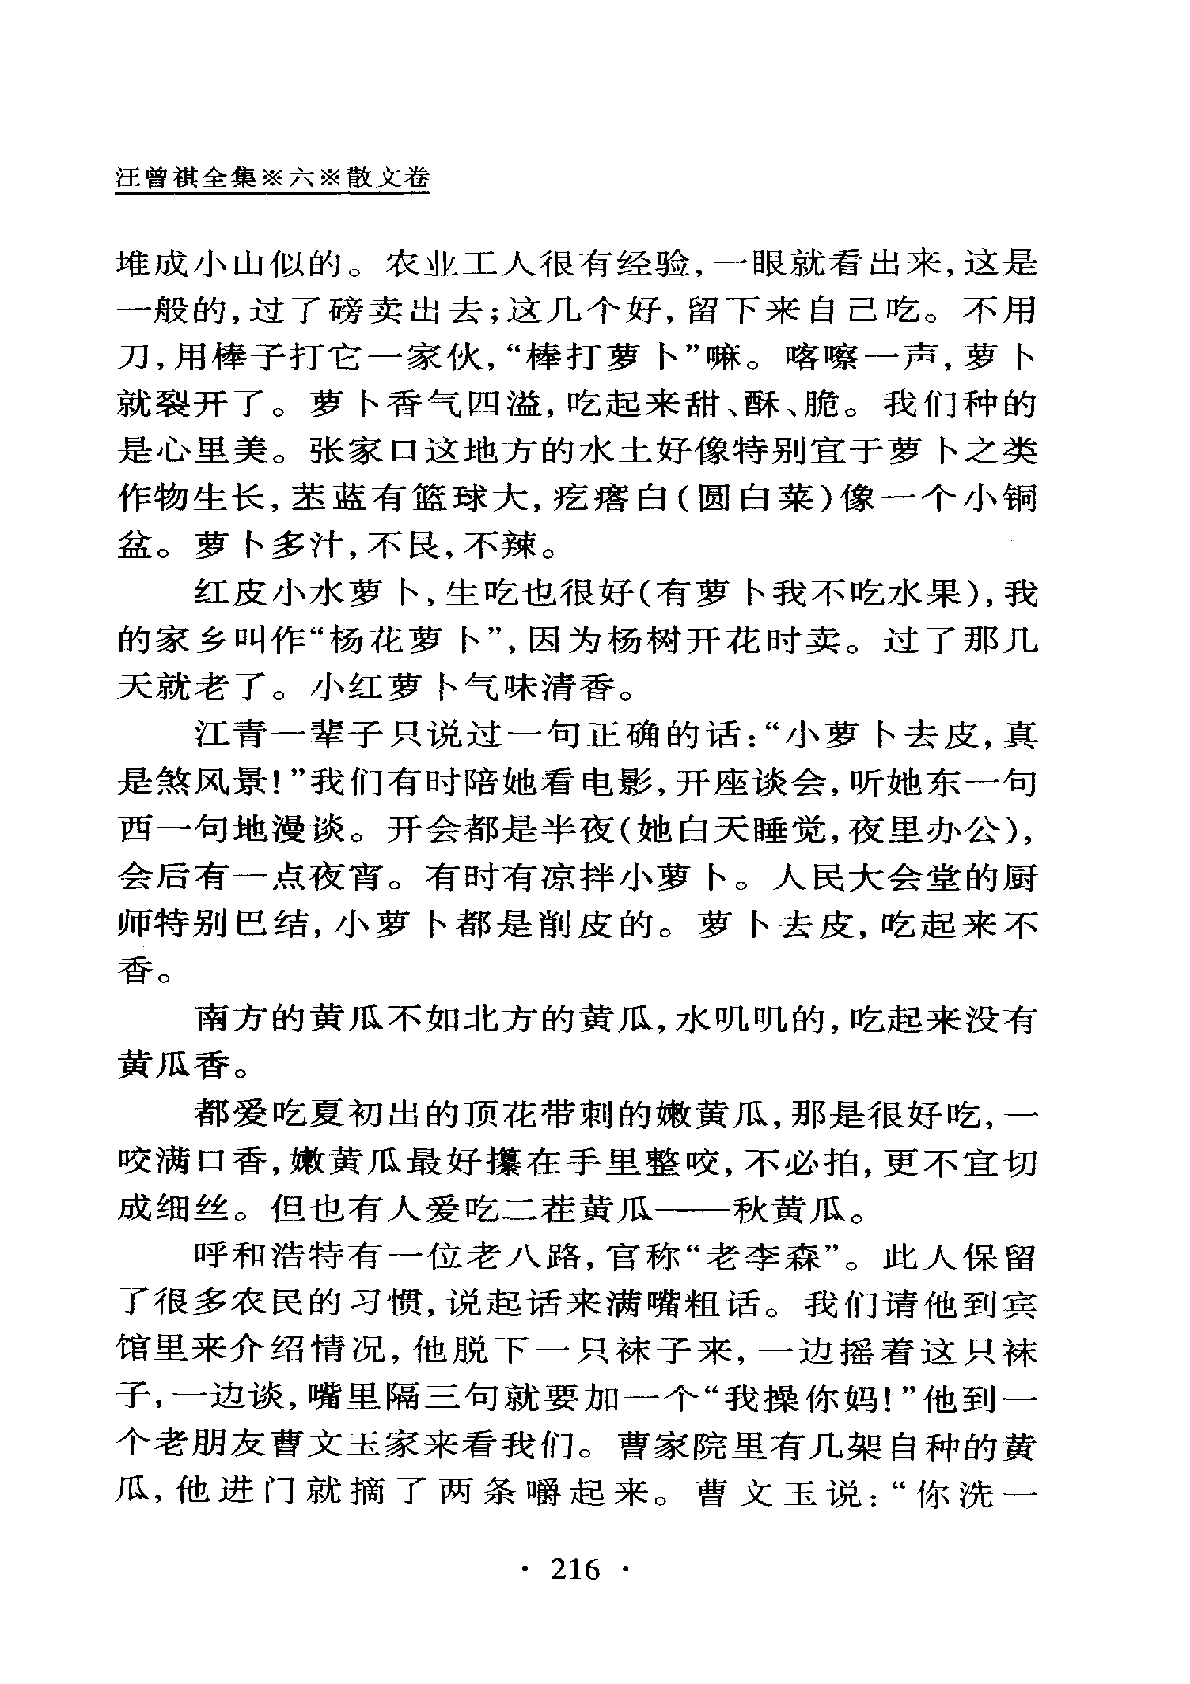 汪曾祺全集※六※散文卷
堆成小山似的。农业工人很有经验,一眼就看出来,这是
一般的,过了磅卖出去;这几个好,留下来自己吃。不用
刀,用棒子打它一家伙,“棒打萝卜”嘛。喀嚓一声,萝卜
就裂开了。萝卜香气四溢,吃起来甜、酥、脆。我们种的
是心里美。张家口这地方的水土好像特别宜于萝卜之类
作物生长,苤蓝有篮球大,疙瘩白(圆白菜)像一个小铜
盆。萝卜多汁,不艮,不辣。
红皮小水萝卜,生吃也很好(有萝卜我不吃水果),我
的家乡叫作“杨花萝卜”,因为杨树开花时卖。过了那几
天就老了。小红萝卜气味清香。
江青一辈子只说过一句正确的话:“小萝卜去皮,真
是煞风景!”我们有时陪她看电影,开座谈会,听她东一句
西一句地漫谈。开会都是半夜(她白天睡觉,夜里办公),
会后有一点夜宵。有时有凉拌小萝卜。人民大会堂的厨
师特别巴结,小萝卜都是削皮的。萝卜去皮,吃起来不
香。
南方的黄瓜不如北方的黄瓜,水叽叽的,吃起来没有
黄瓜香。
都爱吃夏初出的顶花带刺的嫩黄瓜,那是很好吃,一
咬满口香,嫩黄瓜最好攥在手里整咬,不必拍,更不宜切
成细丝。但也有人爱吃二茬黄瓜——秋黄瓜。
呼和浩特有一位老八路,官称“老李森”。此人保留
了很多农民的习惯,说起话来满嘴粗话。我们请他到宾
馆里来介绍情况,他脱下一只袜子来,一边摇着这只袜
子,一边谈,嘴里隔三句就要加一个“我操你妈!”他到一
个老朋友曹文玉家来看我们。曹家院里有几架自种的黄
瓜,他进门就摘了两条嚼起来。曹文玉说:“你洗一
· 216 ·